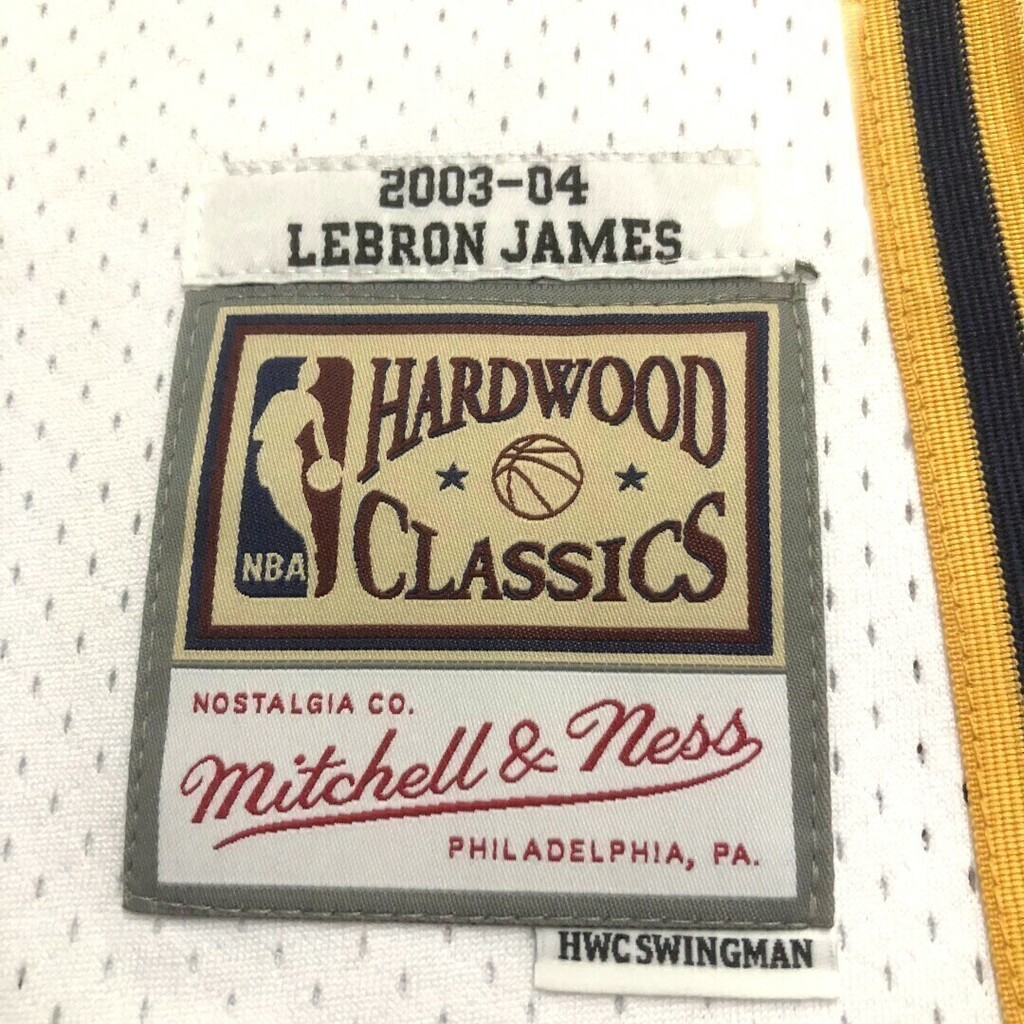 2003-04
LEBRON JAMES
HARDWOOD
CLASSICS
NBA
NOSTALGIA CO.
Mitchell & Ness
PHILADELPHIA, PA.
HWC SWINGMAN